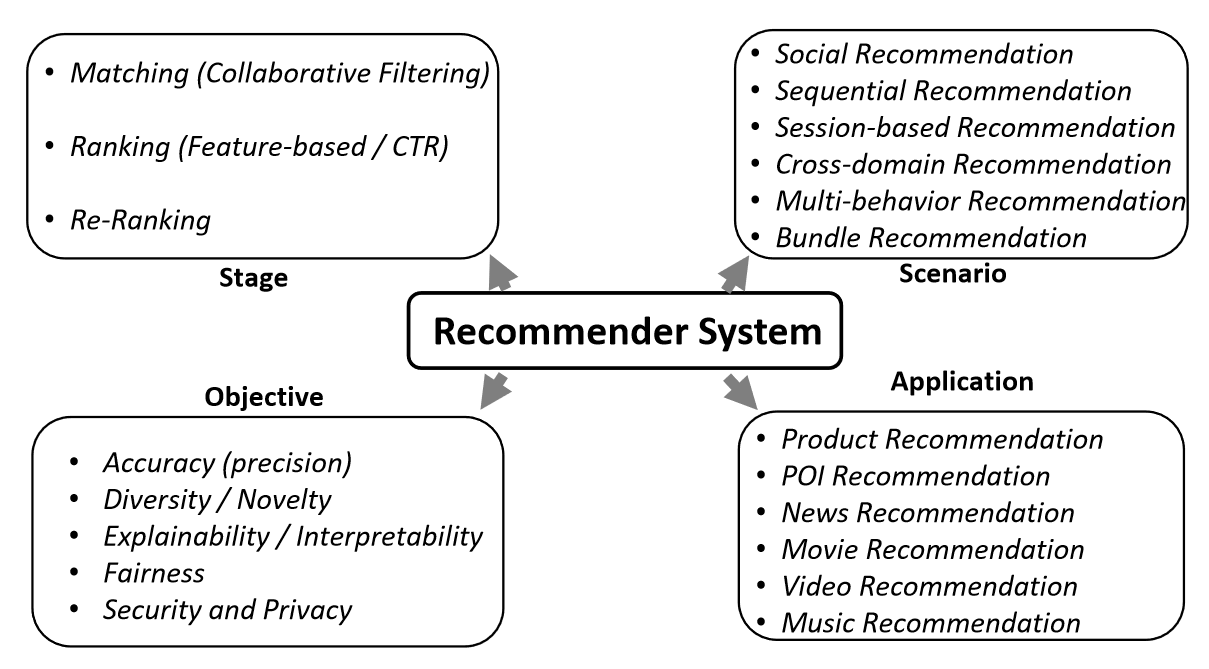 • Matching (Collaborative Filtering)
• Ranking (Feature-based / CTR)
• Re-Ranking
Stage
• Social Recommendation
• Sequential Recommendation
• Session-based Recommendation
• Cross-domain Recommendation
• Multi-behavior Recommendation
• Bundle Recommendation
Scenario
Recommender System
Objective
• Accuracy (precision)
• Diversity / Novelty
• Explainability / Interpretability
• Fairness
• Security and Privacy
Application
• Product Recommendation
• POI Recommendation
• News Recommendation
• Movie Recommendation
• Video Recommendation
• Music Recommendation